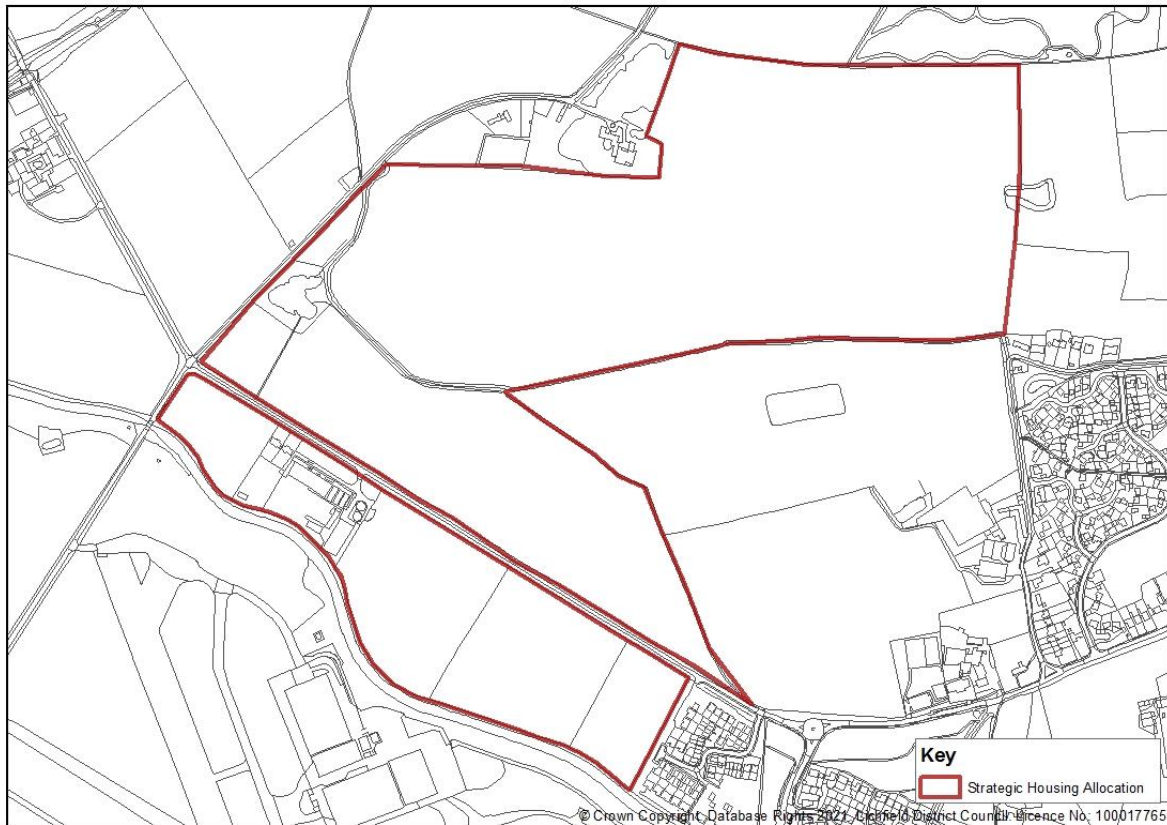 Key
Strategic Housing Allocation
© Crown Copyright, Database Rights 2021. Lichfield District Council. Licence No: 100017765